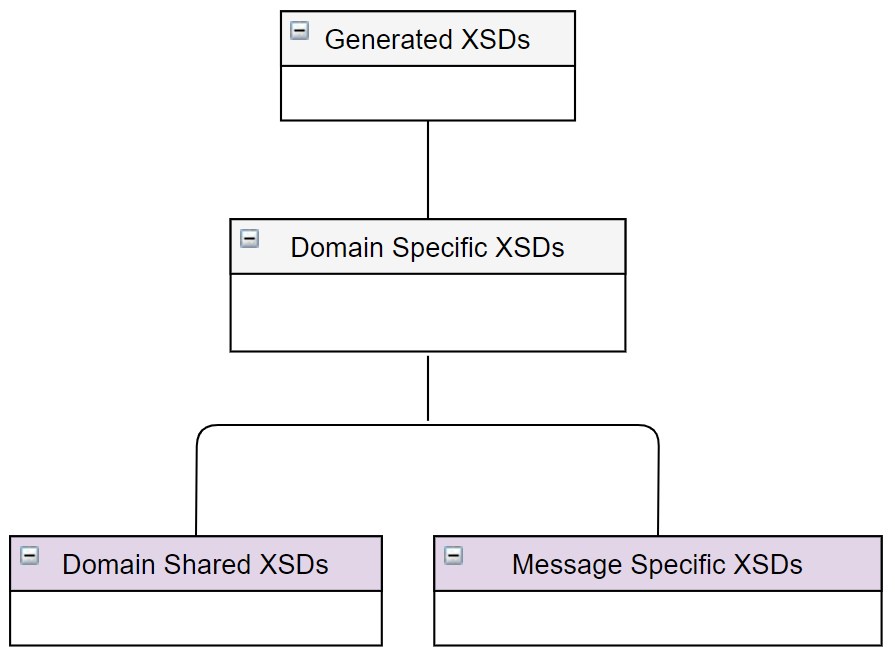 Generated XSDs
Domain Specific XSDs
Domain Shared XSDs
Message Specific XSDs